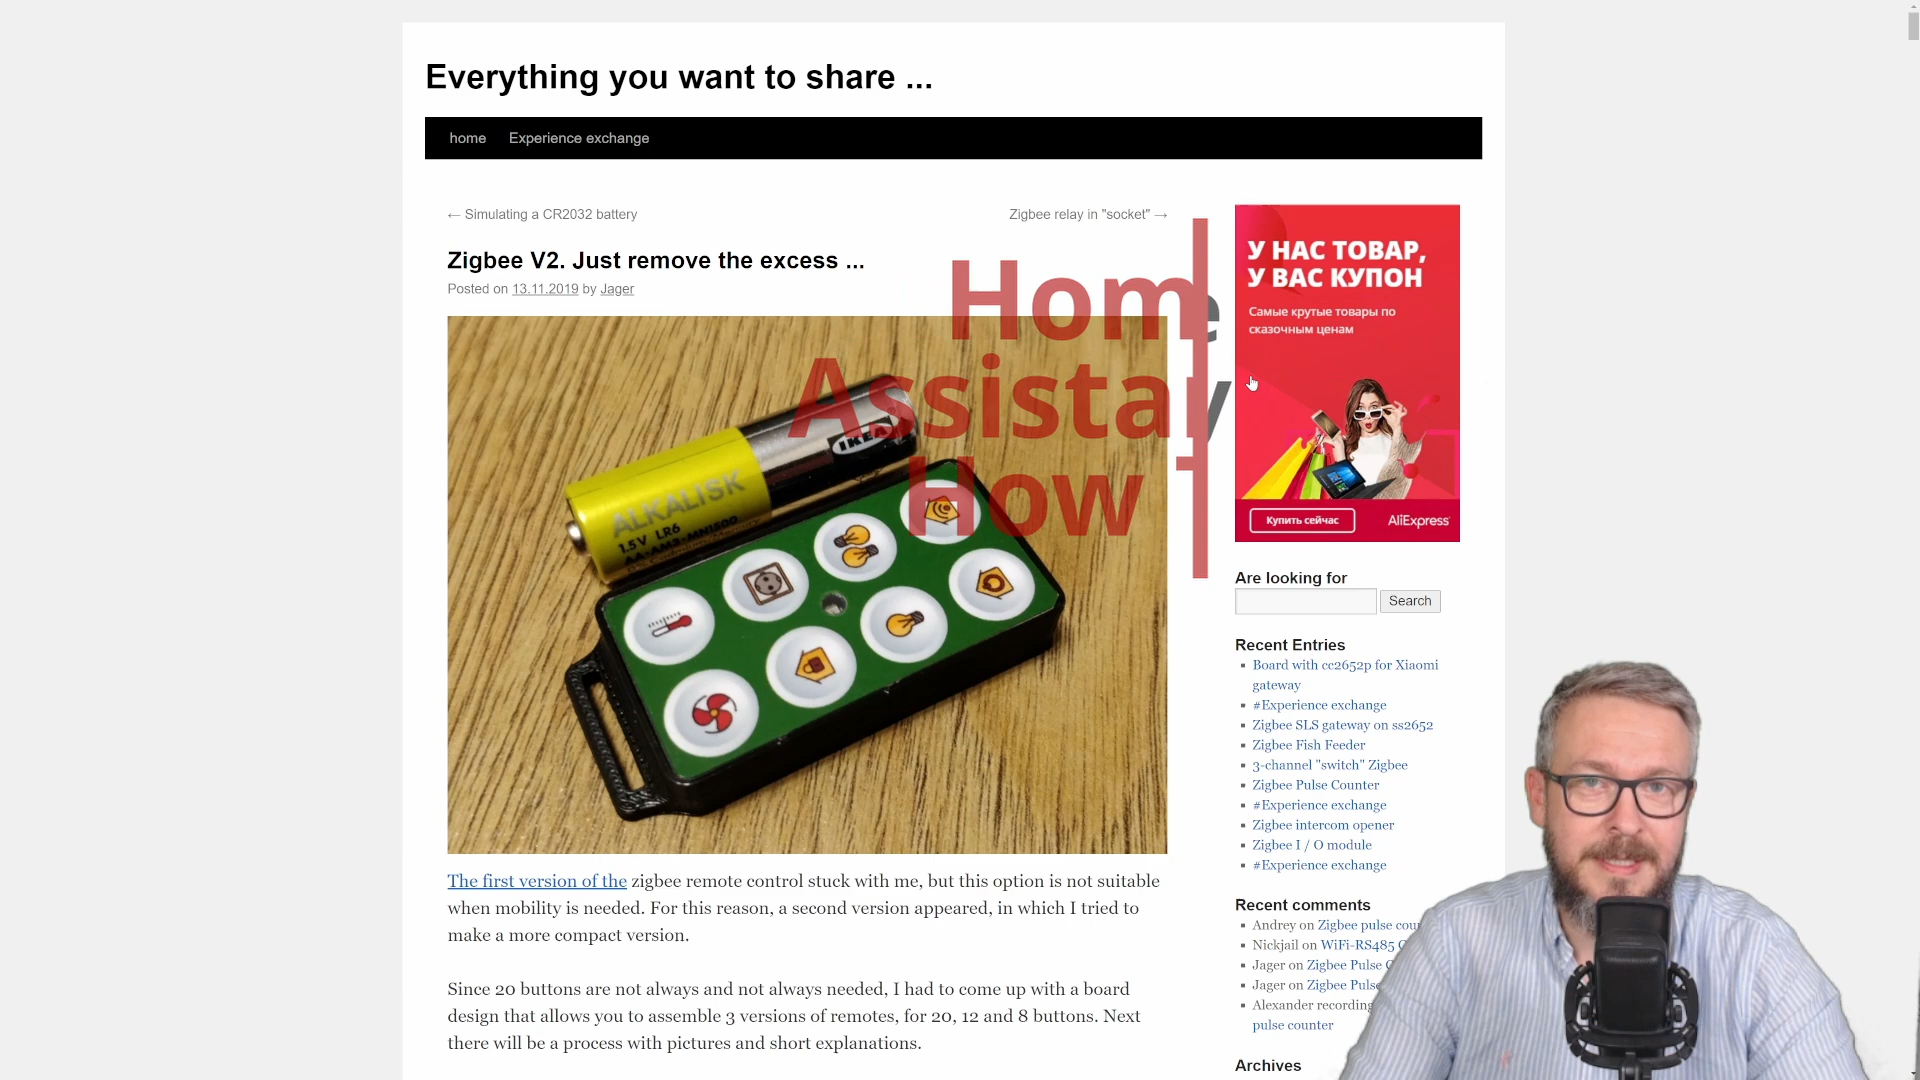 Everything you want to share ...
home
Experience exchange
← Simulating a CR2032 battery
Zigbee relay in "socket" →
Zigbee V2. Just remove the excess ...
Posted on 13.11.2019 by Jager
Hom
Assista
How T
IKEA
ALKALISK
1.5V LR6
The first version of the zigbee remote control stuck with me, but this option is not suitable
when mobility is needed. For this reason, a second version appeared, in which I tried to
make a more compact version.
Since 20 buttons are not always and not always needed, I had to come up with a board
design that allows you to assemble 3 versions of remotes, for 20, 12 and 8 buttons. Next
there will be a process with pictures and short explanations.
У НАС ТОВАР,
У ВАС КУПОН
Самые крутые товары по
сказочным ценам
Купить сейчас
AliExpress
Are looking for
Search
Recent Entries
Board with cc2652p for Xiaomi
gateway
#Experience exchange
Zigbee SLS gateway on ss2652
Zigbee Fish Feeder
3-channel "switch" Zigbee
Zigbee Pulse Counter
#Experience exchange
Zigbee intercom opener
Zigbee I / O module
#Experience exchange
Recent comments
Andrey on Zigbee pulse cou
Nickjail on WiFi-RS485
Jager on Zigbee Pulse
Jager on Zigbee Pulse
Alexander recording
pulse counter
Archives